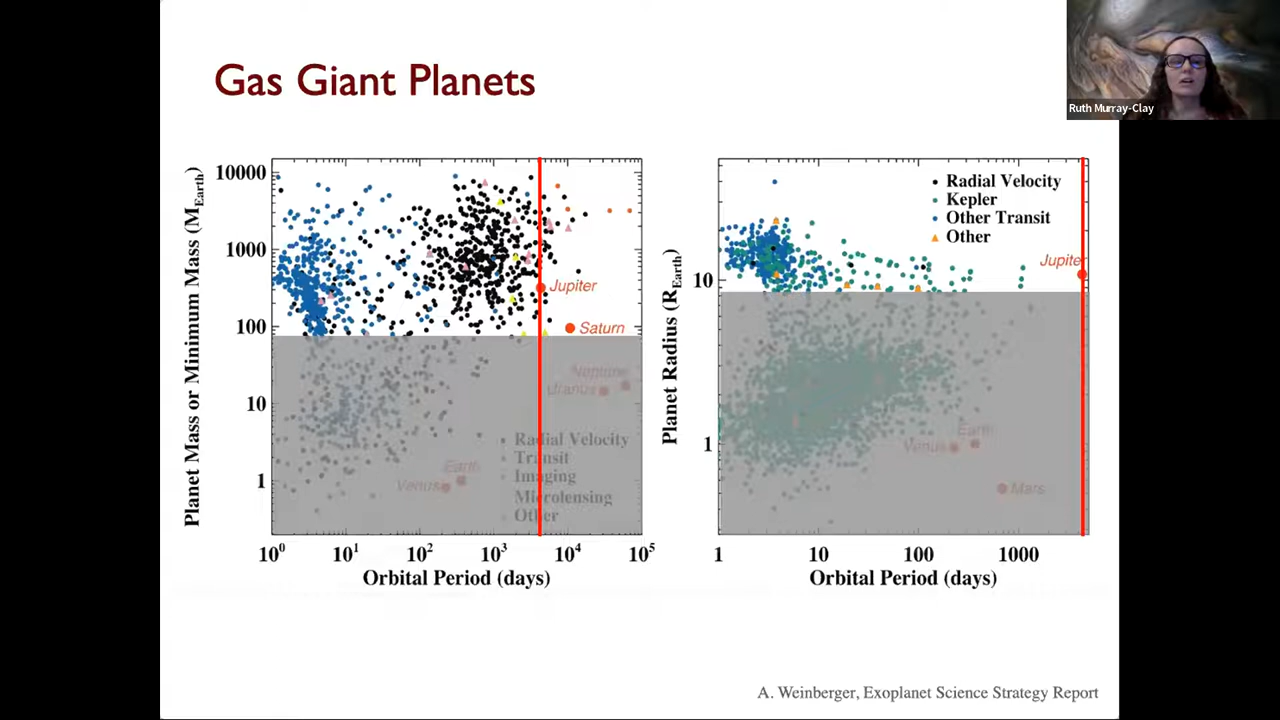 Gas Giant Planets
Ruth Murray-Clay
Planet Mass or Minimum Mass (M_Earth)
10000
1000
100
10
1
Jupiter
Saturn
Neptune
Uranus
Radial Velocity
Transit
Imaging
Microlensing
Other
Earth
Venus
10^0 10^1 10^2 10^3 10^4 10^5
Orbital Period (days)
Planet Radius (R_Earth)
10
1
Radial Velocity
Kepler
Other Transit
Other
Jupiter
Earth
Venus
Mars
1 10 100 1000
Orbital Period (days)
A. Weinberger, Exoplanet Science Strategy Report